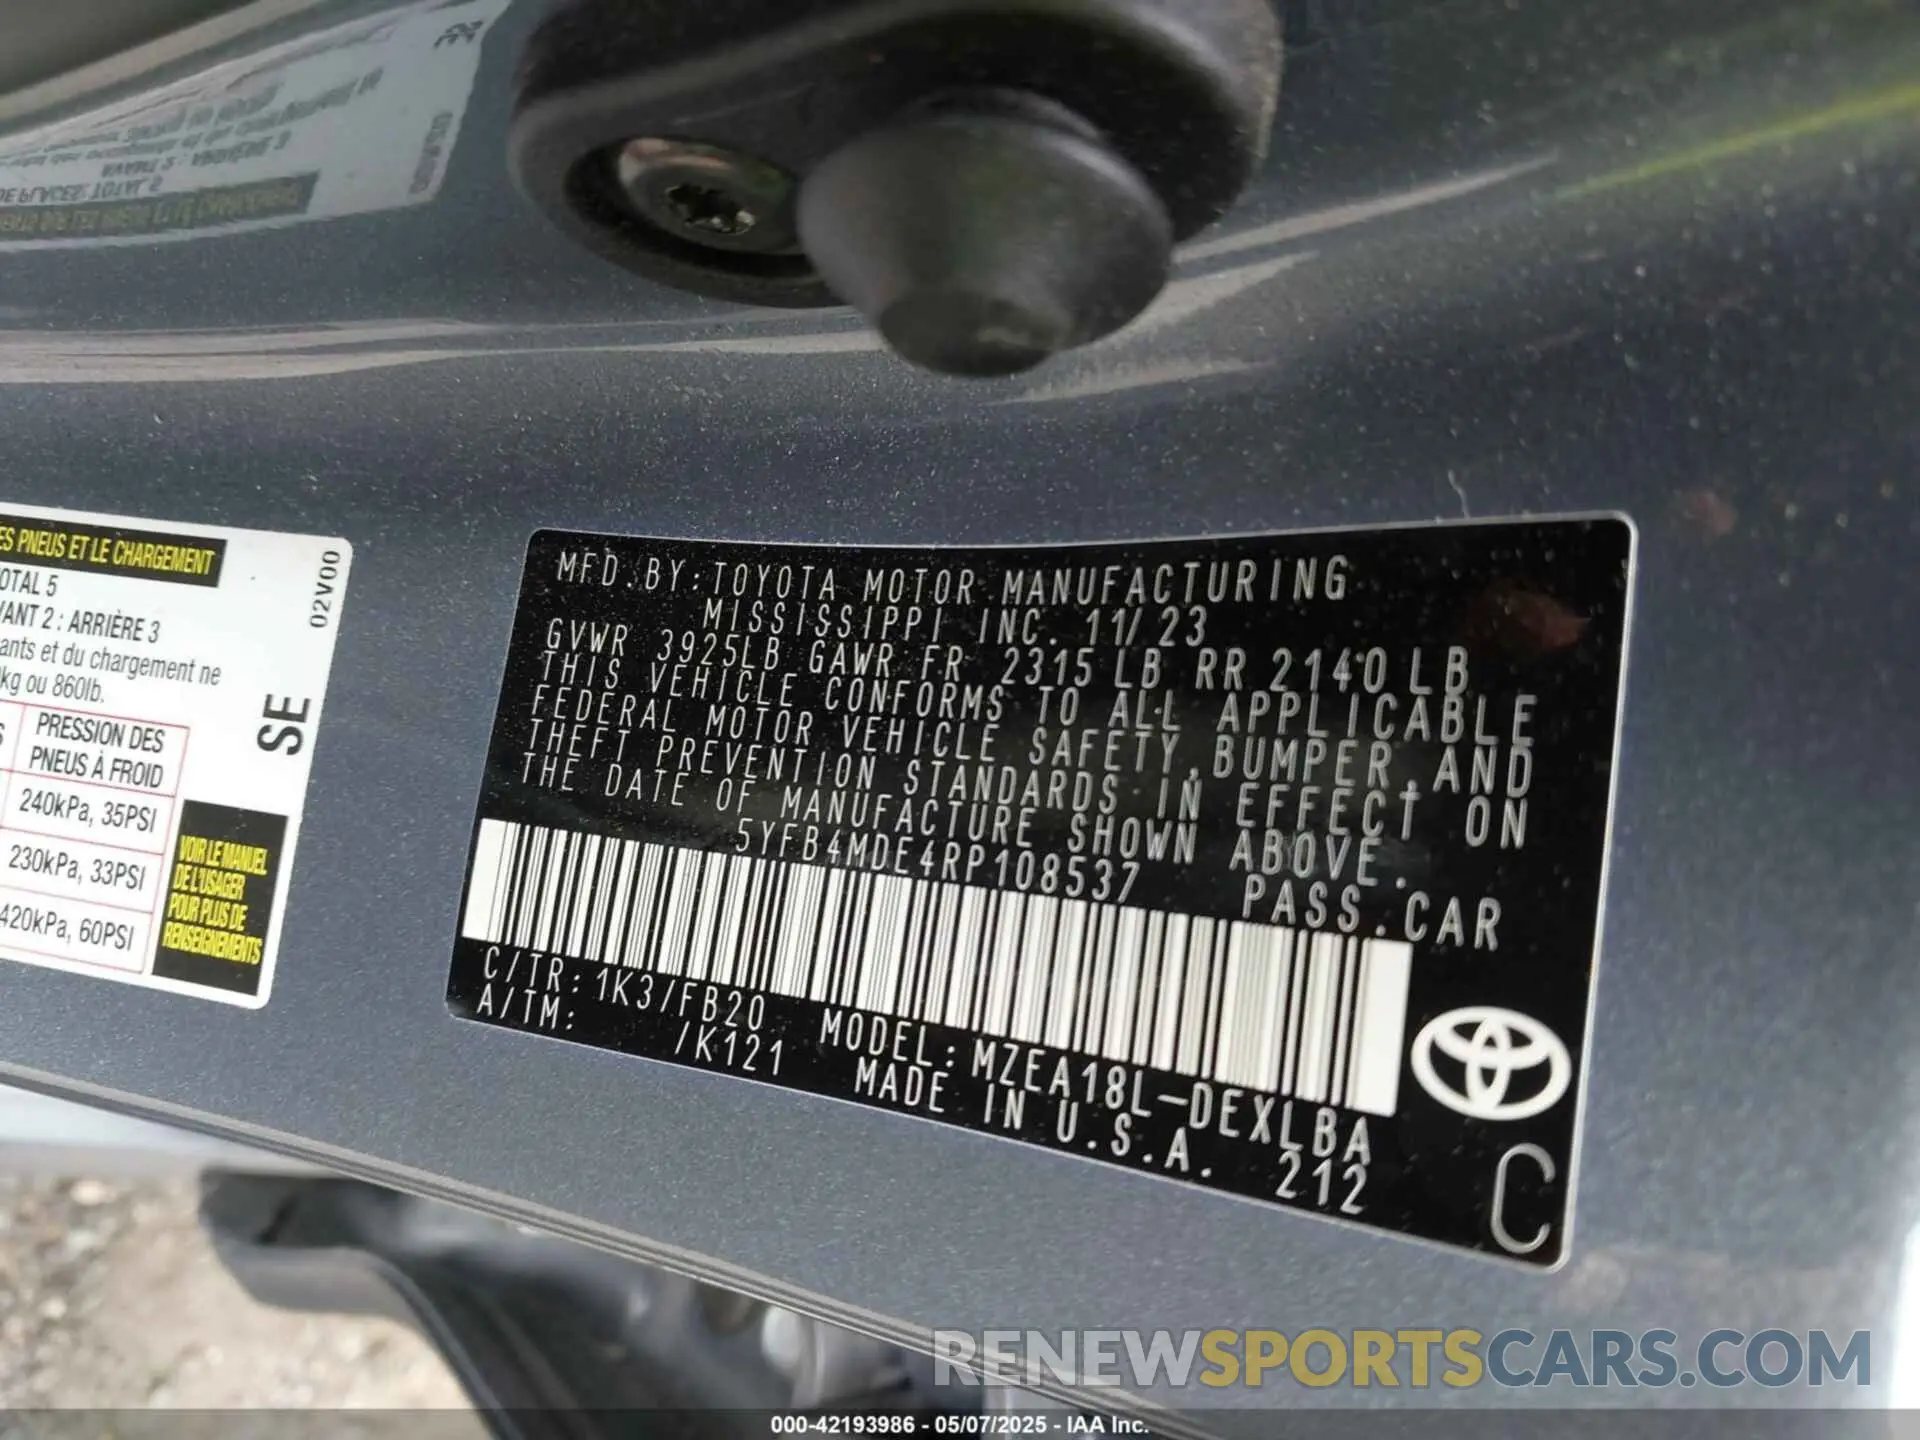 ES PNEUS ET LE CHARGEMENT
OTAL 5
VANT 2 : ARRIÈRE 3
ants et du chargement ne
kg ou 860lb.
PRESSION DES
PNEUS À FROID
240kPa, 35PSI
230kPa, 33PSI
420kPa, 60PSI
VOIR LE MANUEL
DE L'USAGER
POUR PLUS DE
RENSEIGNEMENTS
02V00
SE
MFD.BY:TOYOTA MOTOR MANUFACTURING
MISSISSIPPI INC. 11/23
GVWR 3925LB GAWR FR 2315 LB RR 2140 LB
THIS VEHICLE CONFORMS TO ALL APPLICABLE
FEDERAL MOTOR VEHICLE SAFETY, BUMPER, AND
THEFT PREVENTION STANDARDS IN EFFECT ON
THE DATE OF MANUFACTURE SHOWN ABOVE.
5YFB4MDE4RP108537 PASS.CAR
C/TR: 1K3/FB20 MODEL: MZEA18L-DEXLBA
A/TM: /K121 MADE IN U.S.A. 212
C
RENEWSPORTSCARS.COM
000-42193986 - 05/07/2025 - IAA Inc.